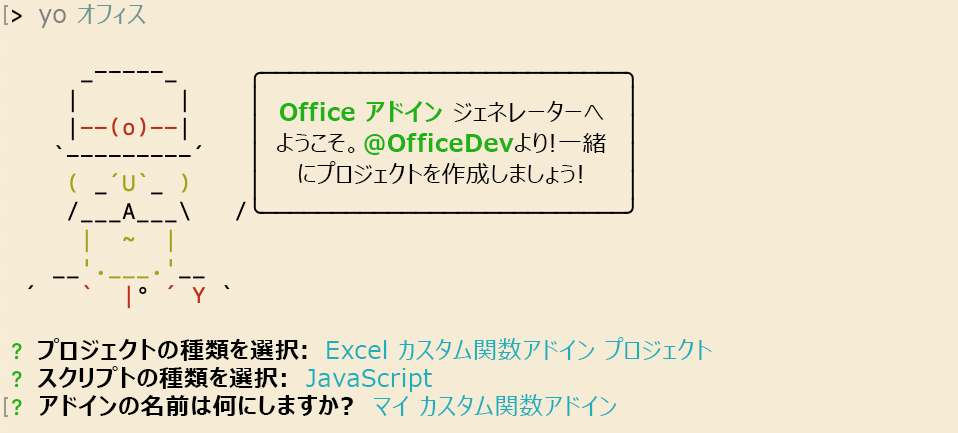 [> yo オフィス
Office アドイン ジェネレーターへ
ようこそ。@OfficeDevより!一緒
にプロジェクトを作成しましょう!
? プロジェクトの種類を選択: Excel カスタム関数アドイン プロジェクト
? スクリプトの種類を選択: JavaScript
[? アドインの名前は何にしますか? マイ カスタム関数アドイン